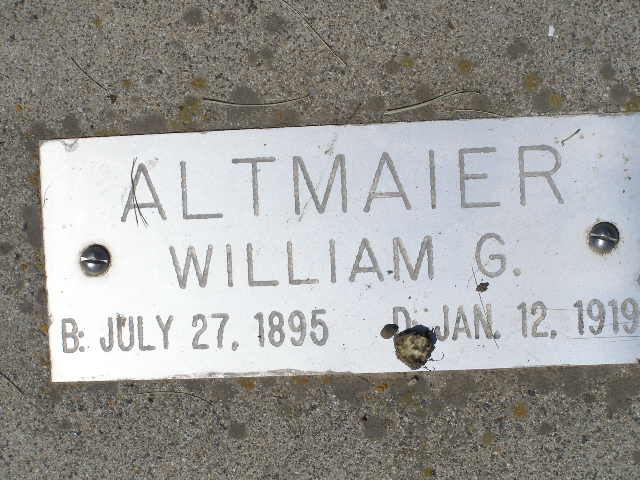 ALTMAIER
WILLIAM G.
B: JULY 27, 1895 D: JAN. 12, 1919